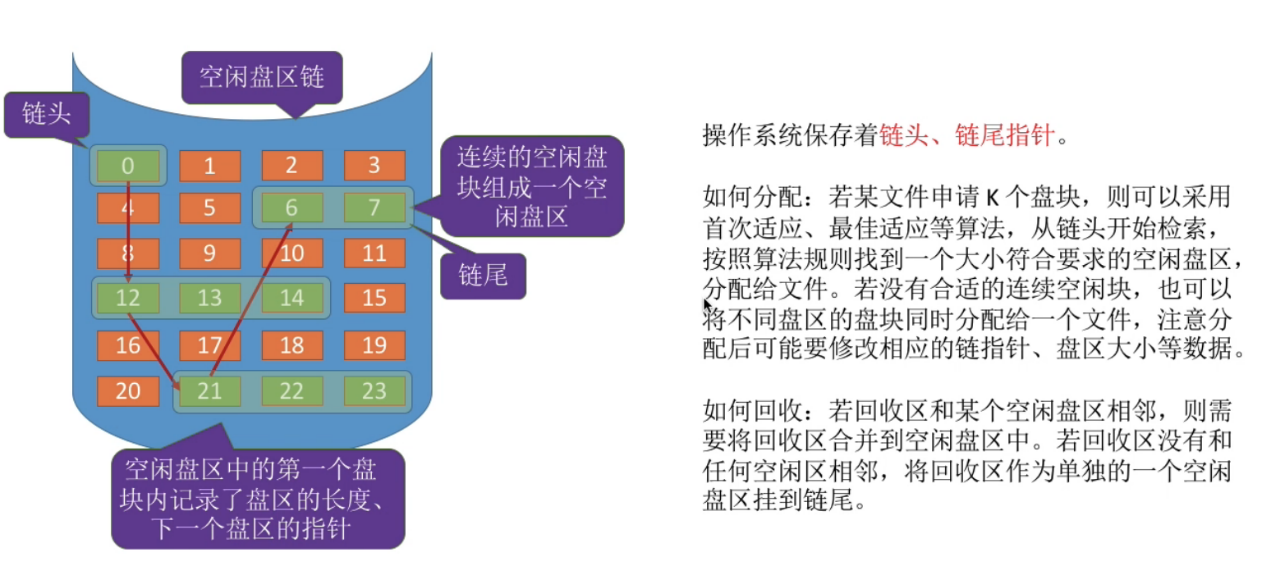 空闲盘区链
链头
连续的空闲盘
块组成一个空
闲盘区
链尾
0 1 2 3
4 5 6 7
8 9 10 11
12 13 14 15
16 17 18 19
20 21 22 23
空闲盘区中的第一个盘
块内记录了盘区的长度、
下一个盘区的指针
操作系统保存着链头、链尾指针。
如何分配：若某文件申请 K 个盘块，则可以采用
首次适应、最佳适应等算法，从链头开始检索，
按照算法规则找到一个大小符合要求的空闲盘区，
分配给文件。若没有合适的连续空闲块，也可以
将不同盘区的盘块同时分配给一个文件，注意分
配后可能要修改相应的链指针、盘区大小等数据。
如何回收：若回收区和某个空闲盘区相邻，则需
要将回收区合并到空闲盘区中。若回收区没有和
任何空闲区相邻，将回收区作为单独的一个空闲
盘区挂到链尾。